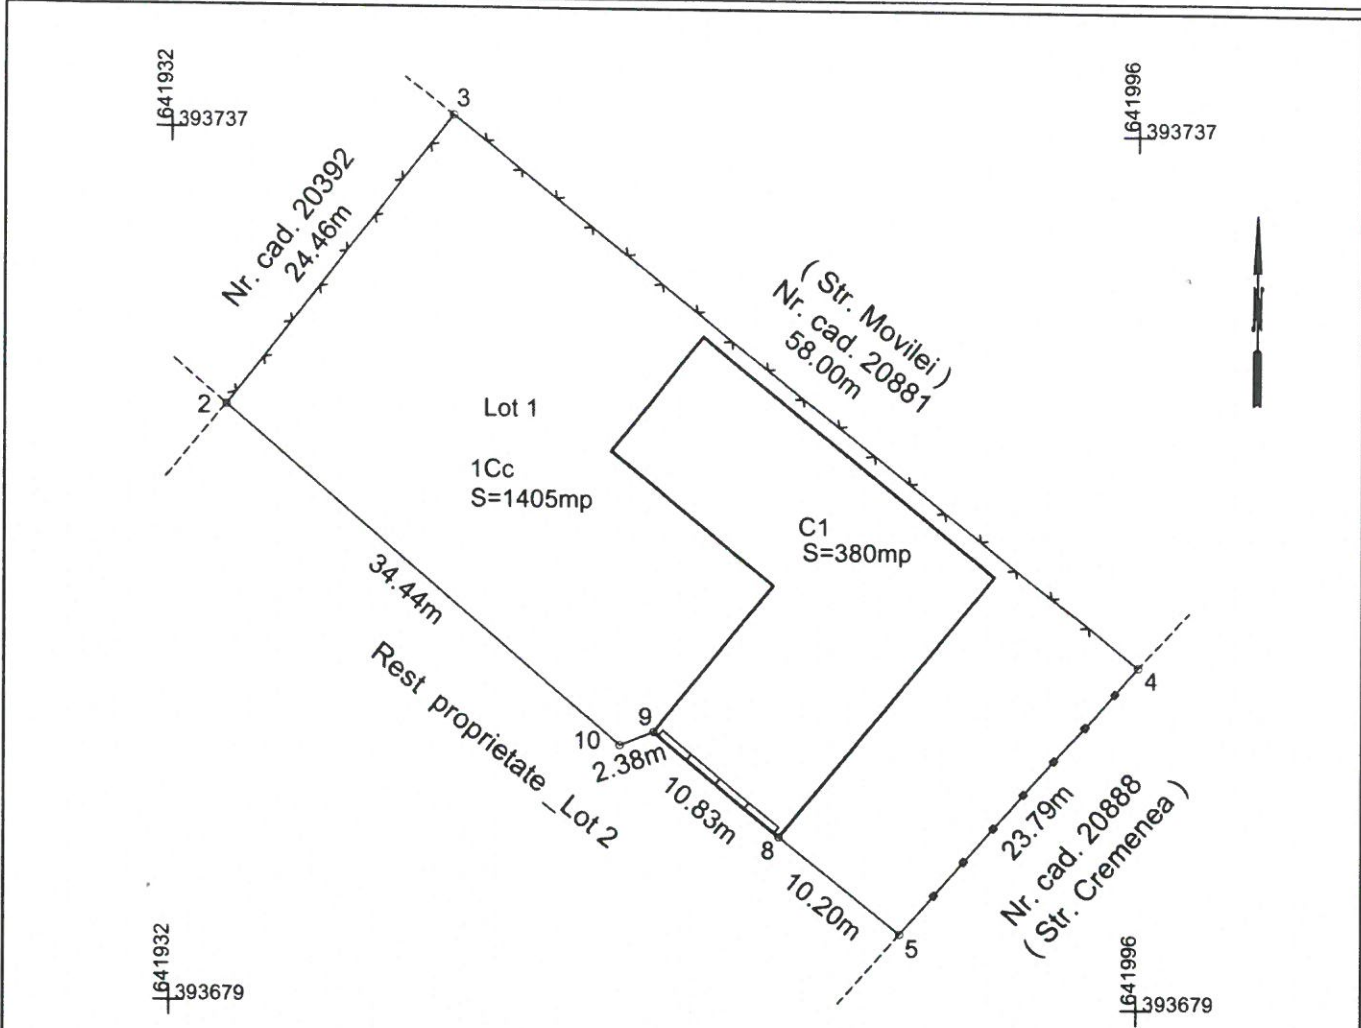 641932
393737
3
641996
393737
Nr. cad. 20392
24.46m
( Str. Movilei )
Nr. cad. 20881
58.00m
2
Lot 1
1Cc
S=1405mp
C1
S=380mp
34.44m
Rest proprietate_Lot 2
4
9
10
2.38m
10.83m
8
10.20m
23.79m
Nr. cad. 20888
( Str. Cremenea )
5
641932
393679
641996
393679